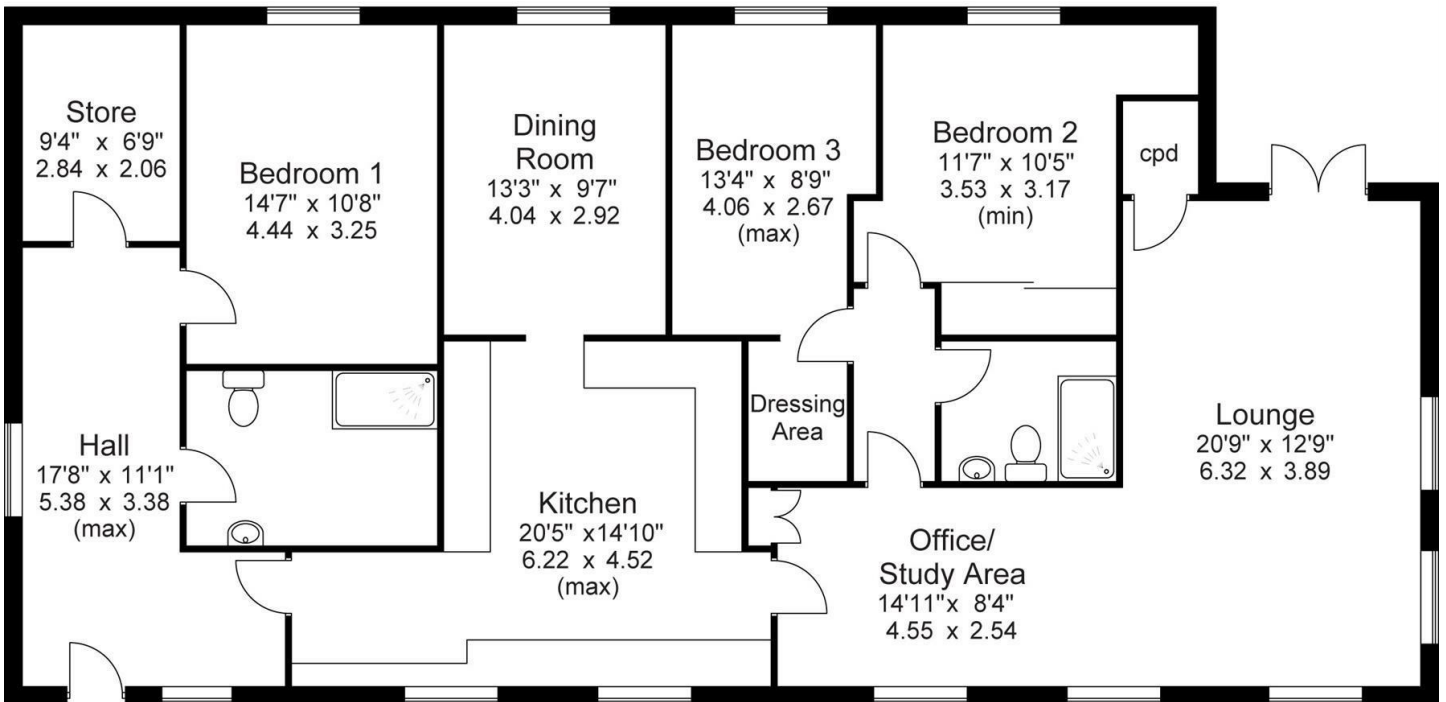 Store
9'4" x 6'9"
2.84 x 2.06
Bedroom 1
14'7" x 10'8"
4.44 x 3.25
Dining
Room
13'3" x 9'7"
4.04 x 2.92
Bedroom 3
13'4" x 8'9"
4.06 x 2.67
(max)
Bedroom 2
11'7" x 10'5"
3.53 x 3.17
(min)
cpd
Hall
17'8" x 11'1"
5.38 x 3.38
(max)
Kitchen
20'5" x14'10"
6.22 x 4.52
(max)
Dressing
Area
Office/
Study Area
14'11"x 8'4"
4.55 x 2.54
Lounge
20'9" x 12'9"
6.32 x 3.89